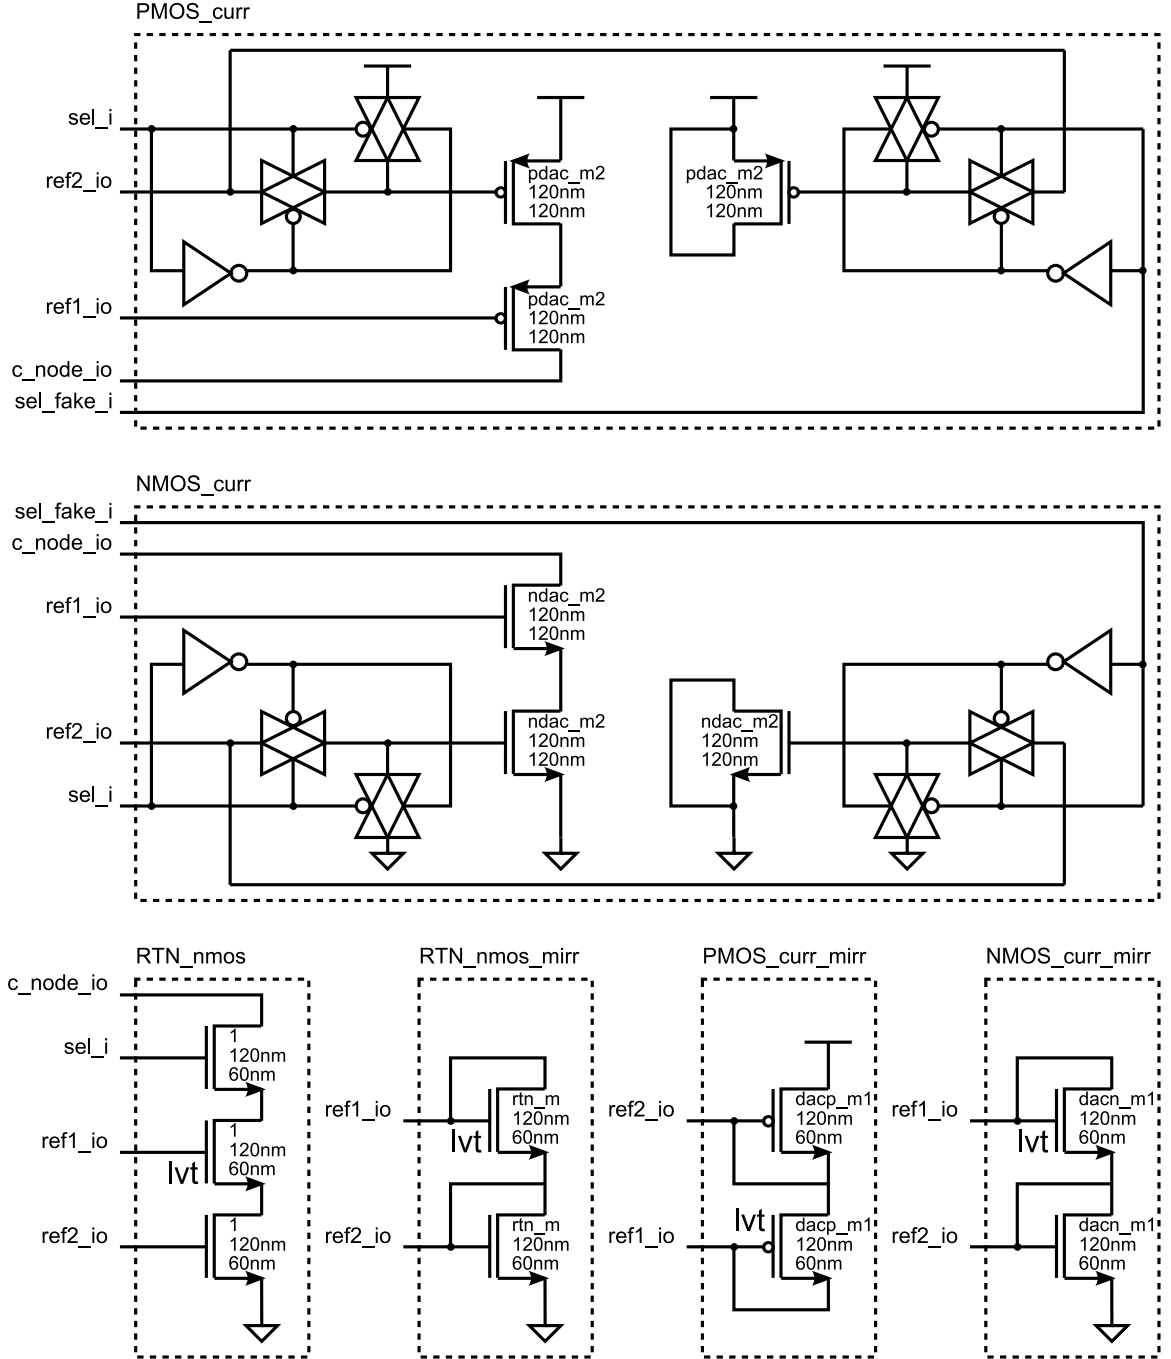 PMOS_curr
sel_i
ref2_io
pdac_m2
120nm
120nm
pdac_m2
120nm
120nm
ref1_io
pdac_m2
120nm
120nm
c_node_io
sel_fake_i
NMOS_curr
sel_fake_i
c_node_io
ref1_io
ndac_m2
120nm
120nm
ref2_io
ndac_m2
120nm
120nm
ndac_m2
120nm
120nm
sel_i
RTN_nmos
c_node_io
sel_i
1
120nm
60nm
ref1_io
lvt
1
120nm
60nm
ref2_io
1
120nm
60nm
RTN_nmos_mirr
ref1_io
lvt
rtn_m
120nm
60nm
ref2_io
rtn_m
120nm
60nm
PMOS_curr_mirr
ref2_io
dacp_m1
120nm
60nm
ref1_io
lvt
dacp_m1
120nm
60nm
NMOS_curr_mirr
ref1_io
lvt
dacn_m1
120nm
60nm
ref2_io
dacn_m1
120nm
60nm